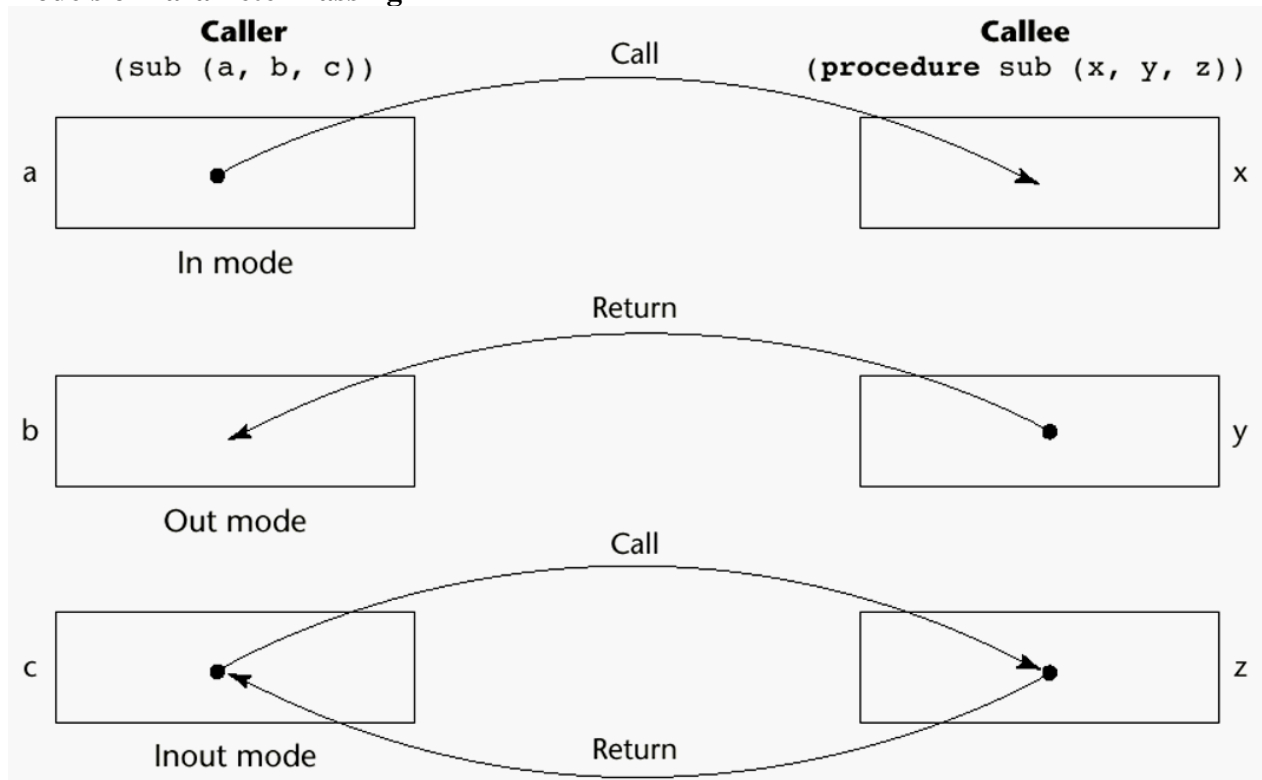 Caller
(sub (a, b, c))
Call
Callee
(procedure sub (x, y, z))
a
x
In mode
Return
b
y
Out mode
Call
c
z
Inout mode
Return